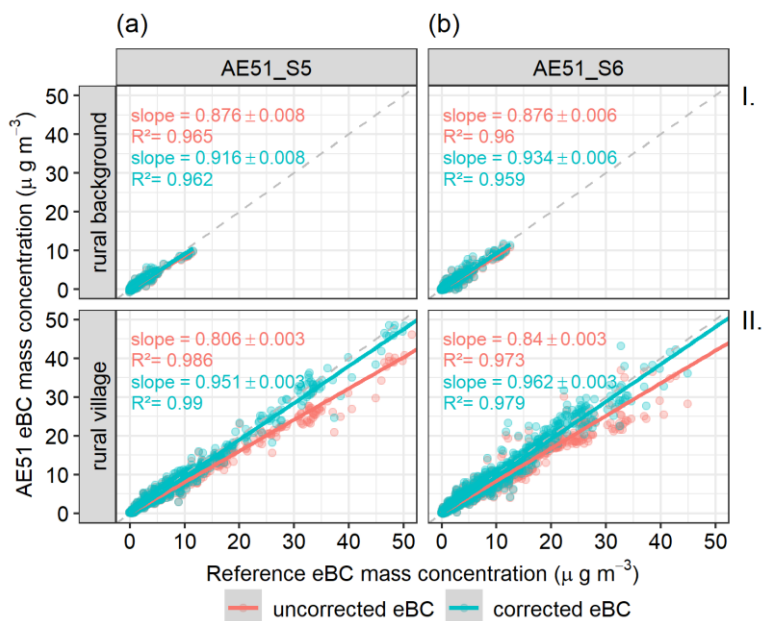 (a)
(b)
AE51_S5
AE51_S6
I.
rural background
AE51 eBC mass concentration (μ g m⁻³)
50
40
30
20
10
0
slope = 0.876 ± 0.008
R²= 0.965
slope = 0.916 ± 0.008
R²= 0.962
slope = 0.876 ± 0.006
R²= 0.96
slope = 0.934 ± 0.006
R²= 0.959
II.
rural village
50
40
30
20
10
0
slope = 0.806 ± 0.003
R²= 0.986
slope = 0.951 ± 0.003
R²= 0.99
slope = 0.84 ± 0.003
R²= 0.973
slope = 0.962 ± 0.003
R²= 0.979
0 10 20 30 40 50
0 10 20 30 40 50
Reference eBC mass concentration (μ g m⁻³)
uncorrected eBC
corrected eBC